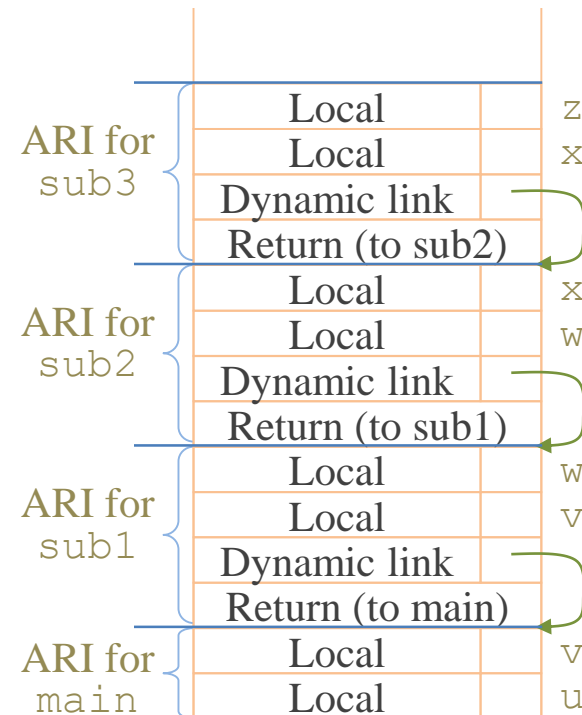 Local z
ARI for Local x
sub3 Dynamic link
Return (to sub2)
Local x
ARI for Local w
sub2 Dynamic link
Return (to sub1)
Local w
ARI for Local v
sub1 Dynamic link
Return (to main)
ARI for Local v
main Local u